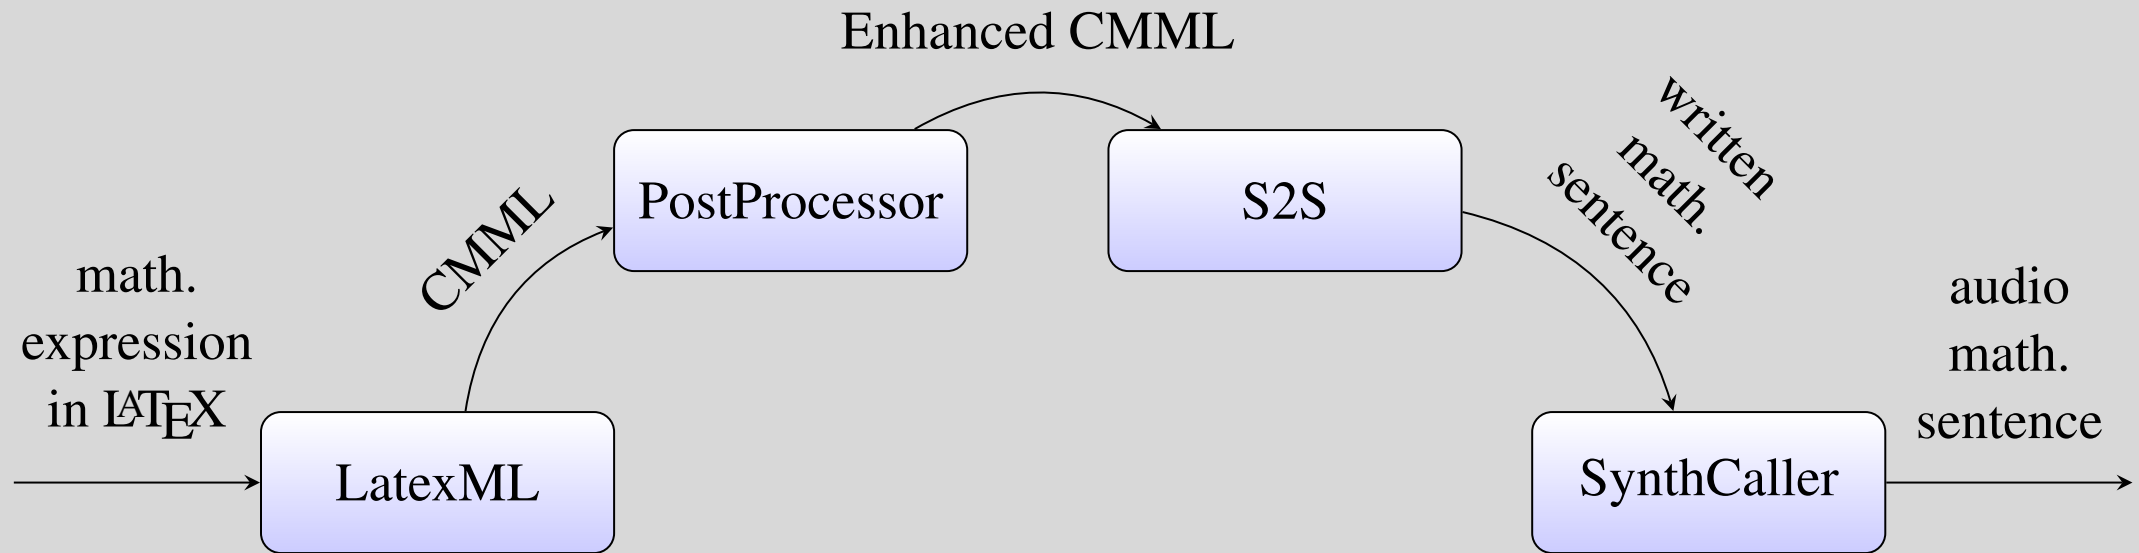 math.
expression
in LATEX
LatexML
CMML
PostProcessor
Enhanced CMML
S2S
written
math.
sentence
SynthCaller
audio
math.
sentence